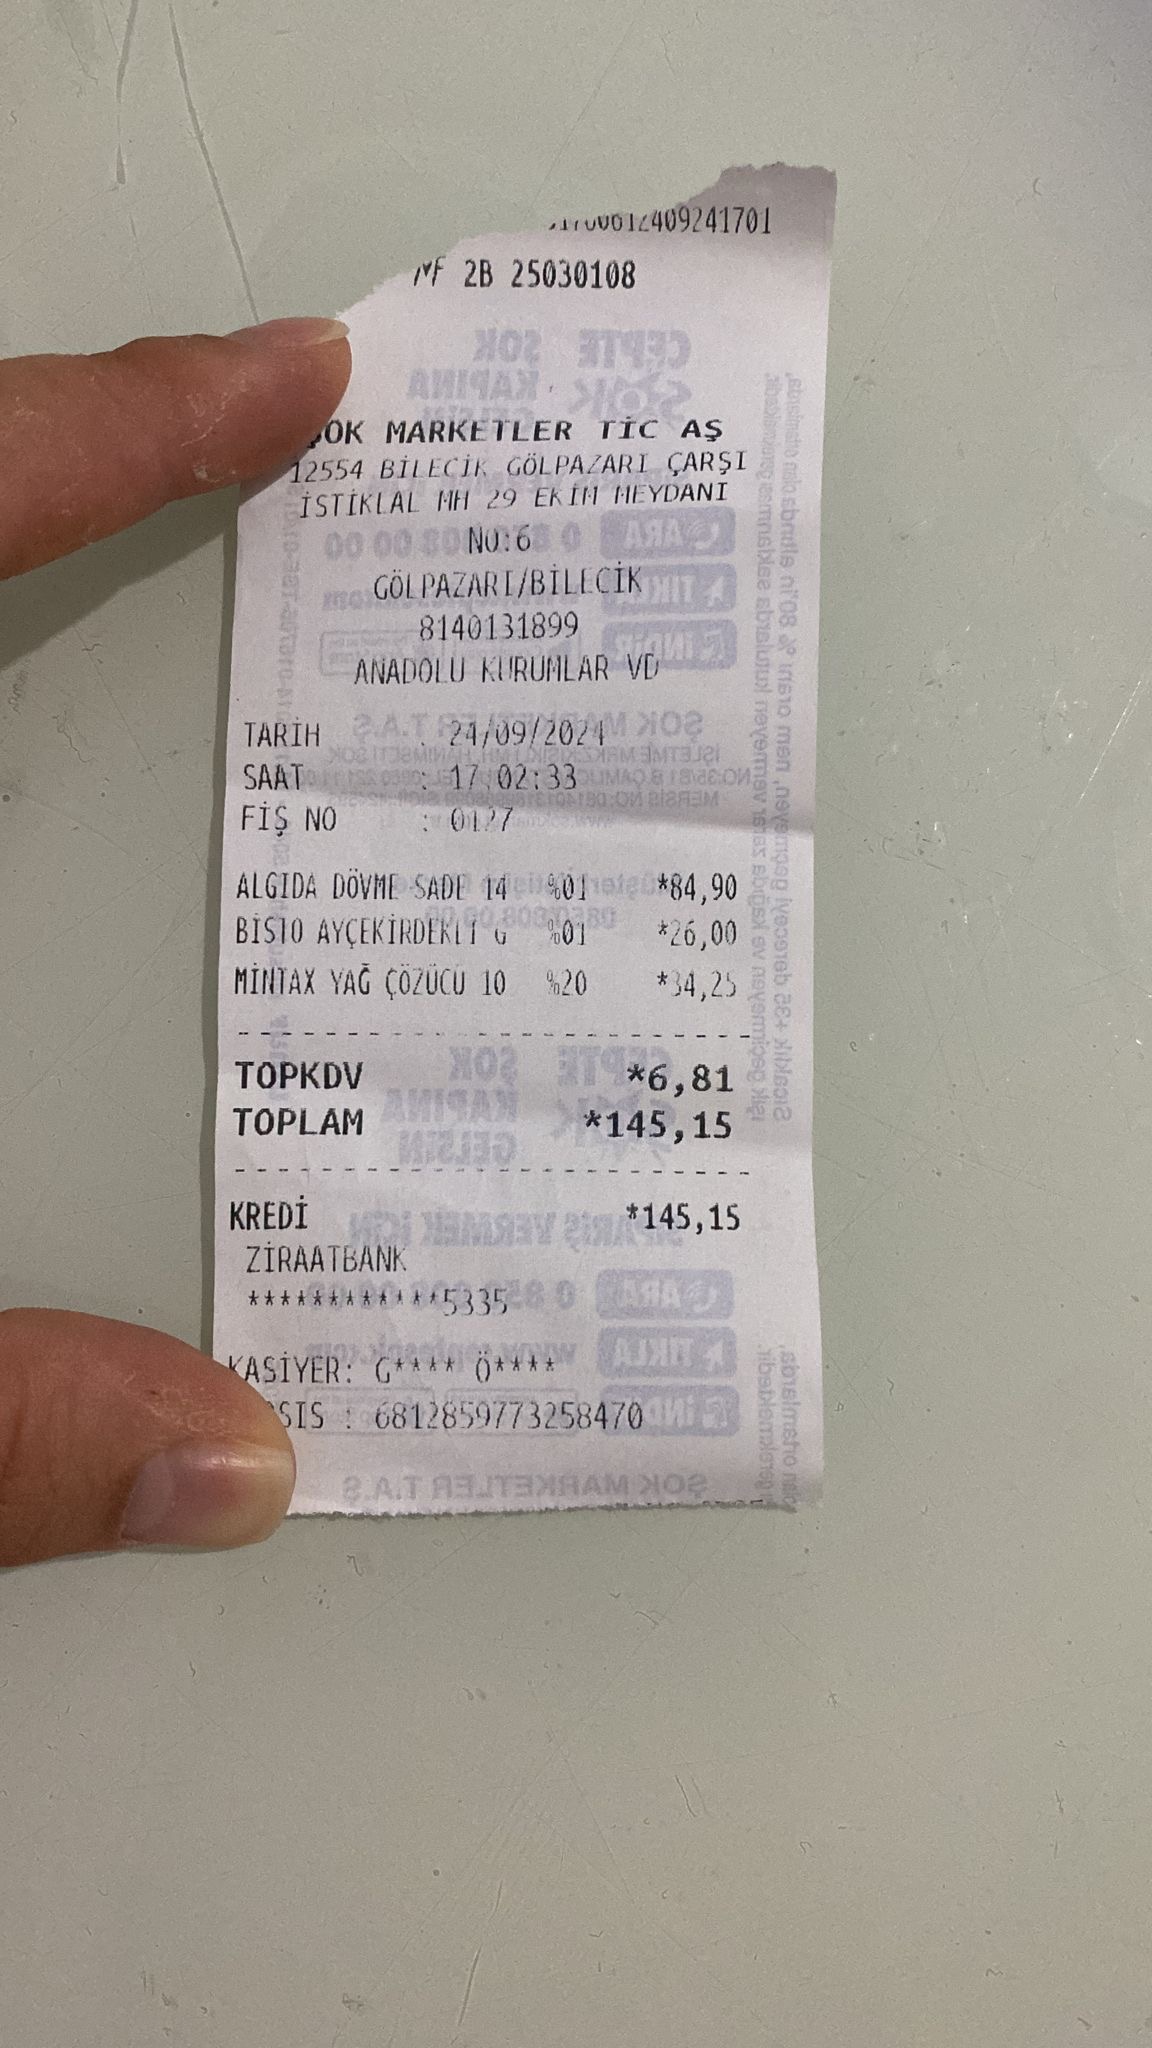 2409241701
2B 25030108
ŞOK MARKETLER TİC AŞ
12554 BİLECİK GÖLPAZARI ÇARŞI
İSTİKLAL MH 29 EKİM MEYDANI
NO:6
GÖLPAZARI/BİLECİK
8140131899
ANADOLU KURUMLAR VD
TARİH : 24/09/2024
SAAT : 17:02:33
FİŞ NO : 0127
ALGIDA DÖVME SADE 14 %01 *84,90
BİSTO AYÇEKİRDEKLİ G %01 *26,00
MİNTAX YAĞ ÇÖZÜCÜ 10 %20 *34,25
TOPKDV *6,81
TOPLAM *145,15
KREDİ *145,15
ZİRAATBANK
************5335
KASİYER: G**** Ö****
: 6812859773258470